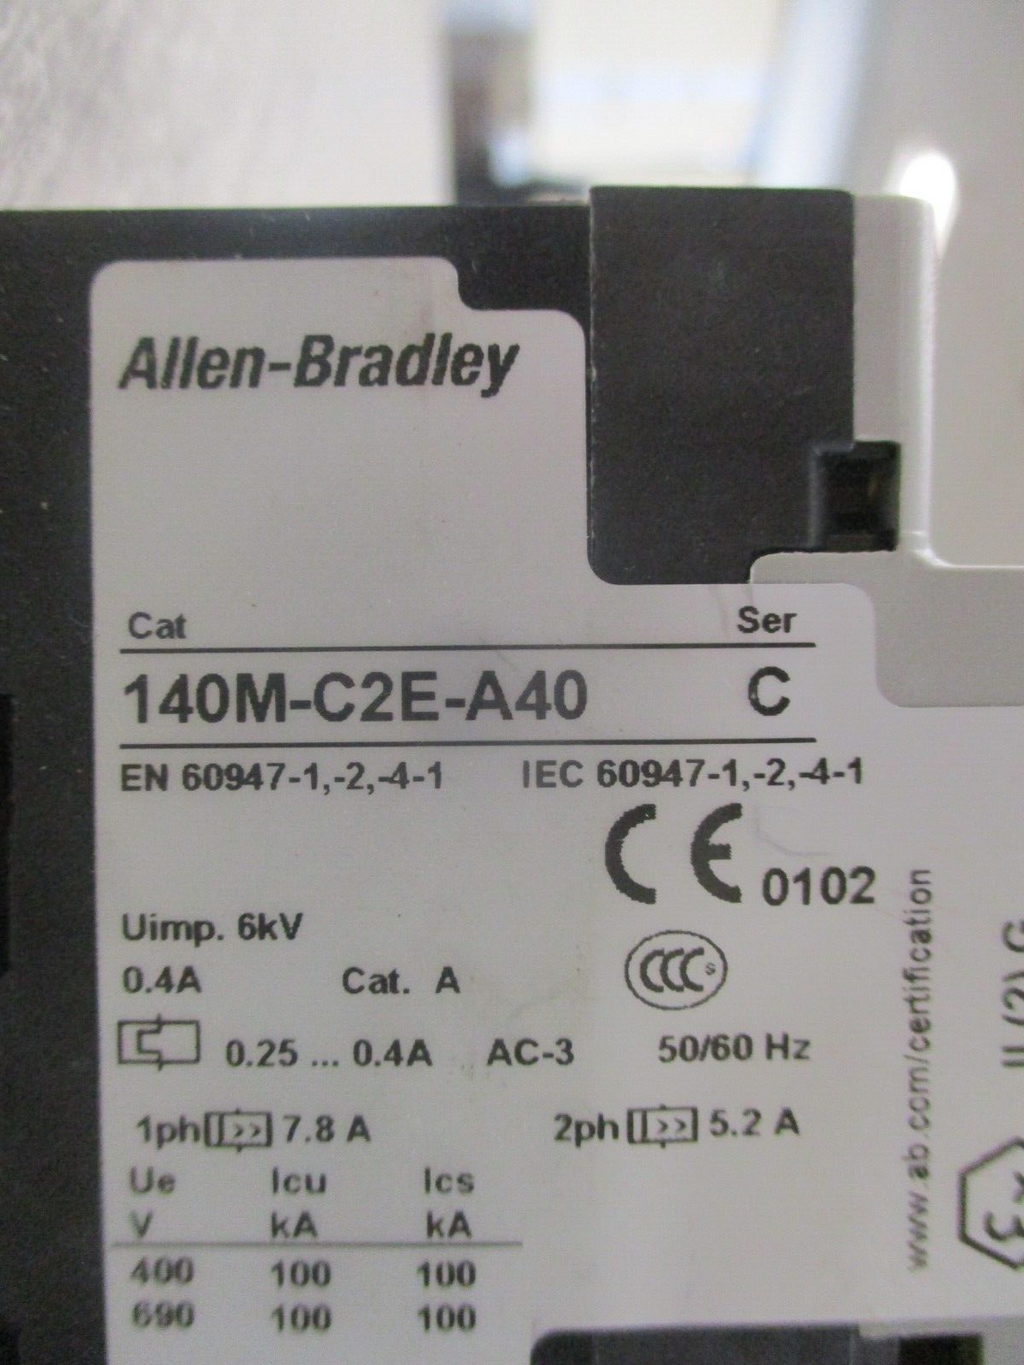 Allen-Bradley
Cat Ser
140M-C2E-A40 C
EN 60947-1,-2,-4-1 IEC 60947-1,-2,-4-1
CE 0102
Uimp. 6kV
0.4A Cat. A
CCC S
0.25 ... 0.4A AC-3 50/60 Hz
1ph >> 7.8 A 2ph >> 5.2 A
Ue Icu Ics
V kA kA
400 100 100
690 100 100
www.ab.com/certification
II (2) G